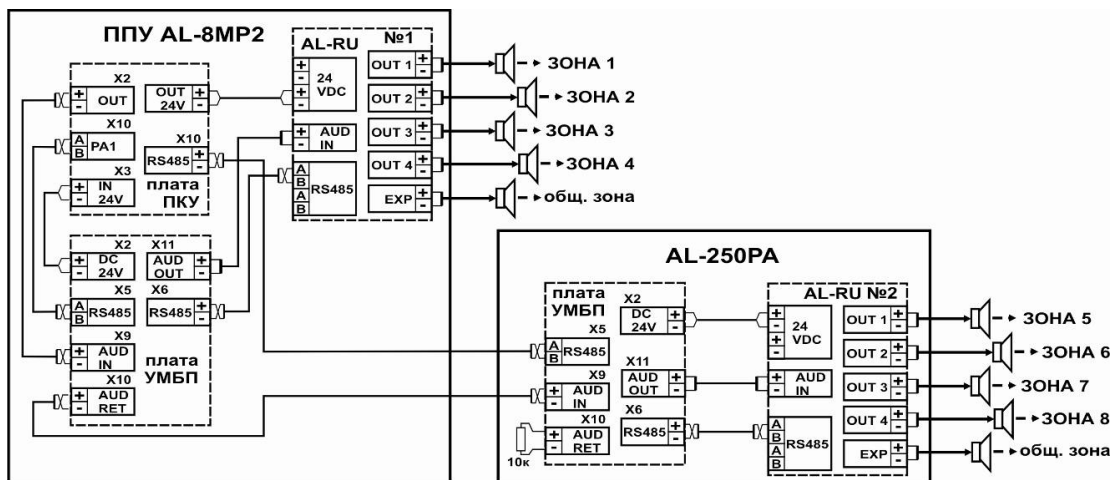 ППУ AL-8MP2
AL-RU
№1
X2
+
-
OUT
OUT
24V
+
-
X10
A
B
PA1
X10
RS485
+
-
X3
+
-
IN
24V
плата
ПКУ
+
-
+
-
24
VDC
+
-
AUD
IN
A
B
A
B
RS485
OUT 1
+
-
OUT 2
+
-
OUT 3
+
-
OUT 4
+
-
EXP
+
-
ЗОНА 1
ЗОНА 2
ЗОНА 3
ЗОНА 4
общ. зона
X2
+
-
DC
24V
X11
AUD
OUT
+
-
X5
A
B
RS485
X6
RS485
+
-
X9
+
-
AUD
IN
плата
УМБП
X10
+
-
AUD
RET
AL-250PA
плата
УМБП
X2
DC
24V
+
-
X5
A
B
RS485
X11
AUD
OUT
+
-
X9
+
-
AUD
IN
X6
RS485
+
-
X10
+
-
AUD
RET
10к
AL-RU №2
+
-
+
-
24
VDC
+
-
AUD
IN
A
B
A
B
RS485
OUT 1
+
-
OUT 2
+
-
OUT 3
+
-
OUT 4
+
-
EXP
+
-
ЗОНА 5
ЗОНА 6
ЗОНА 7
ЗОНА 8
общ. зона